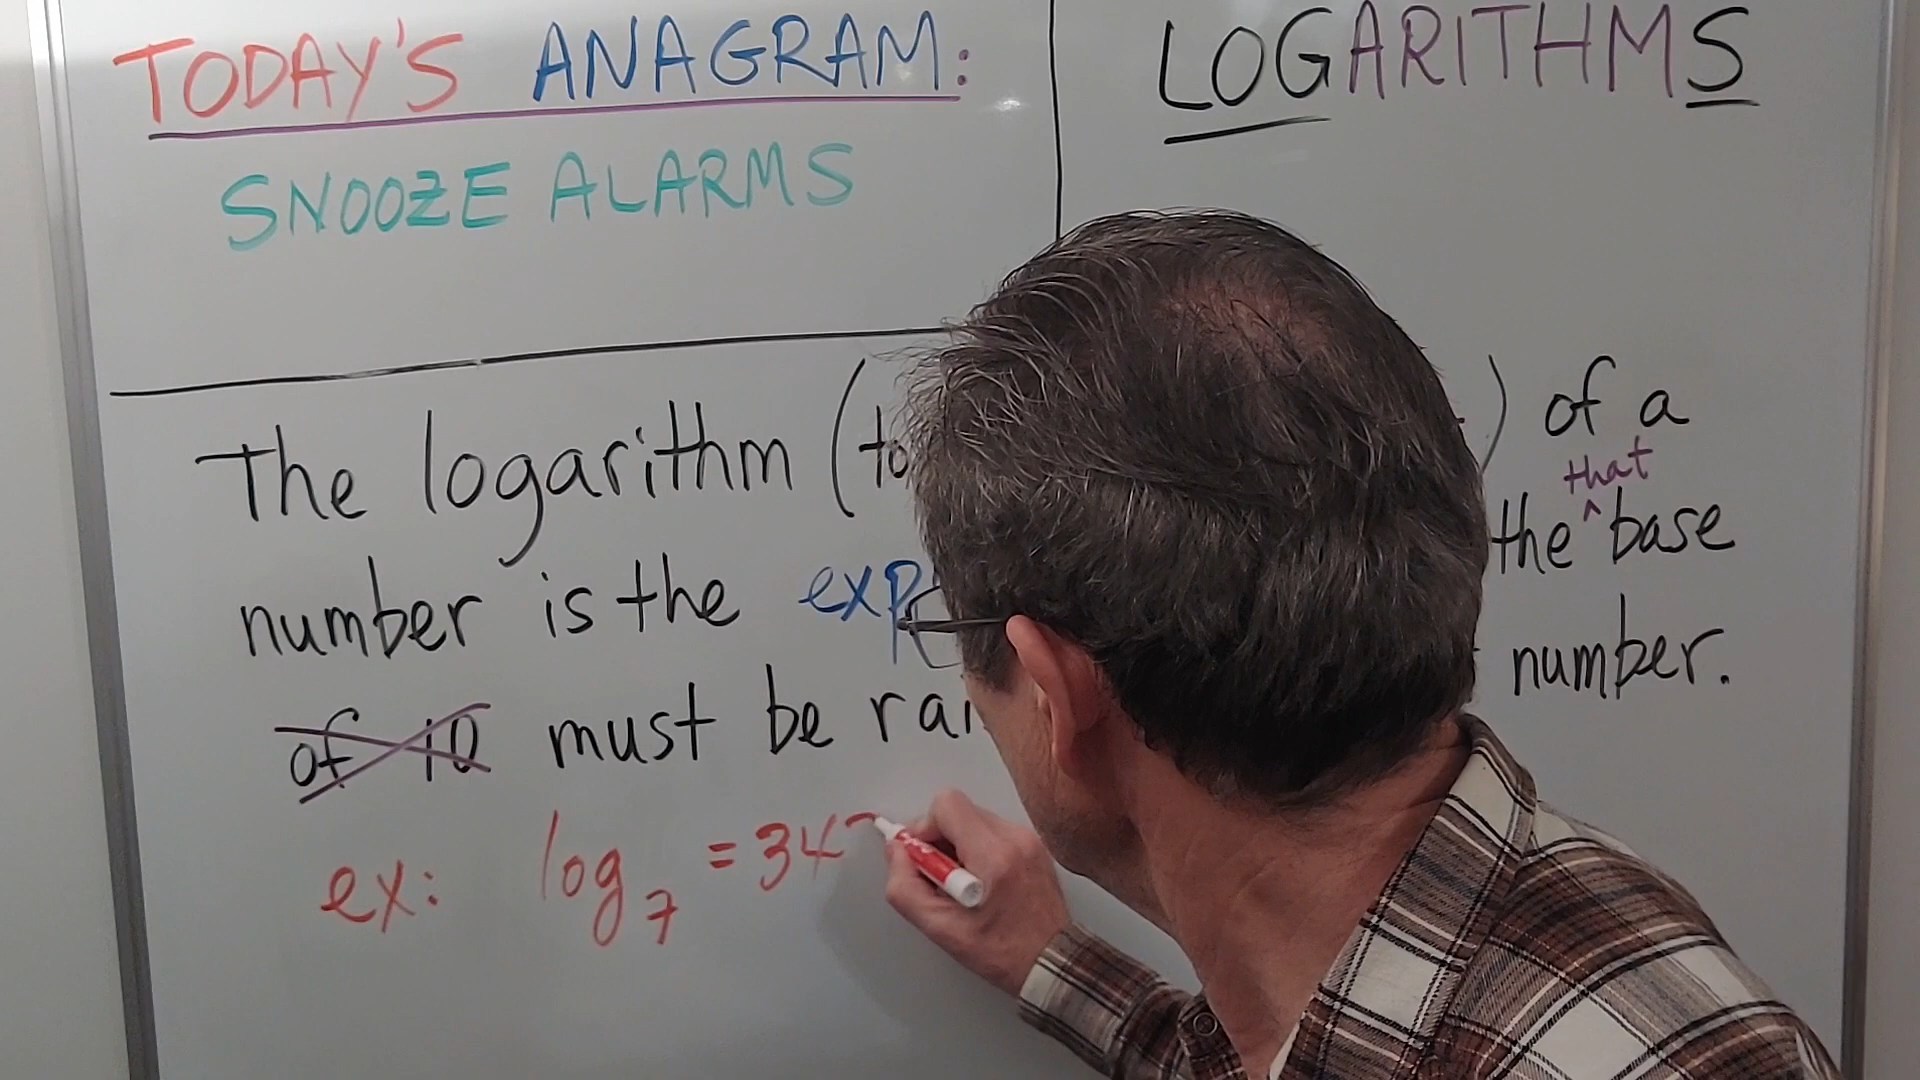 TODAY'S ANAGRAM:
SNOOZE ALARMS
LOGARITHMS
The logarithm (to ) of a
that
number is the the ^ base
of 10 must be number.
ex: log7 = 34